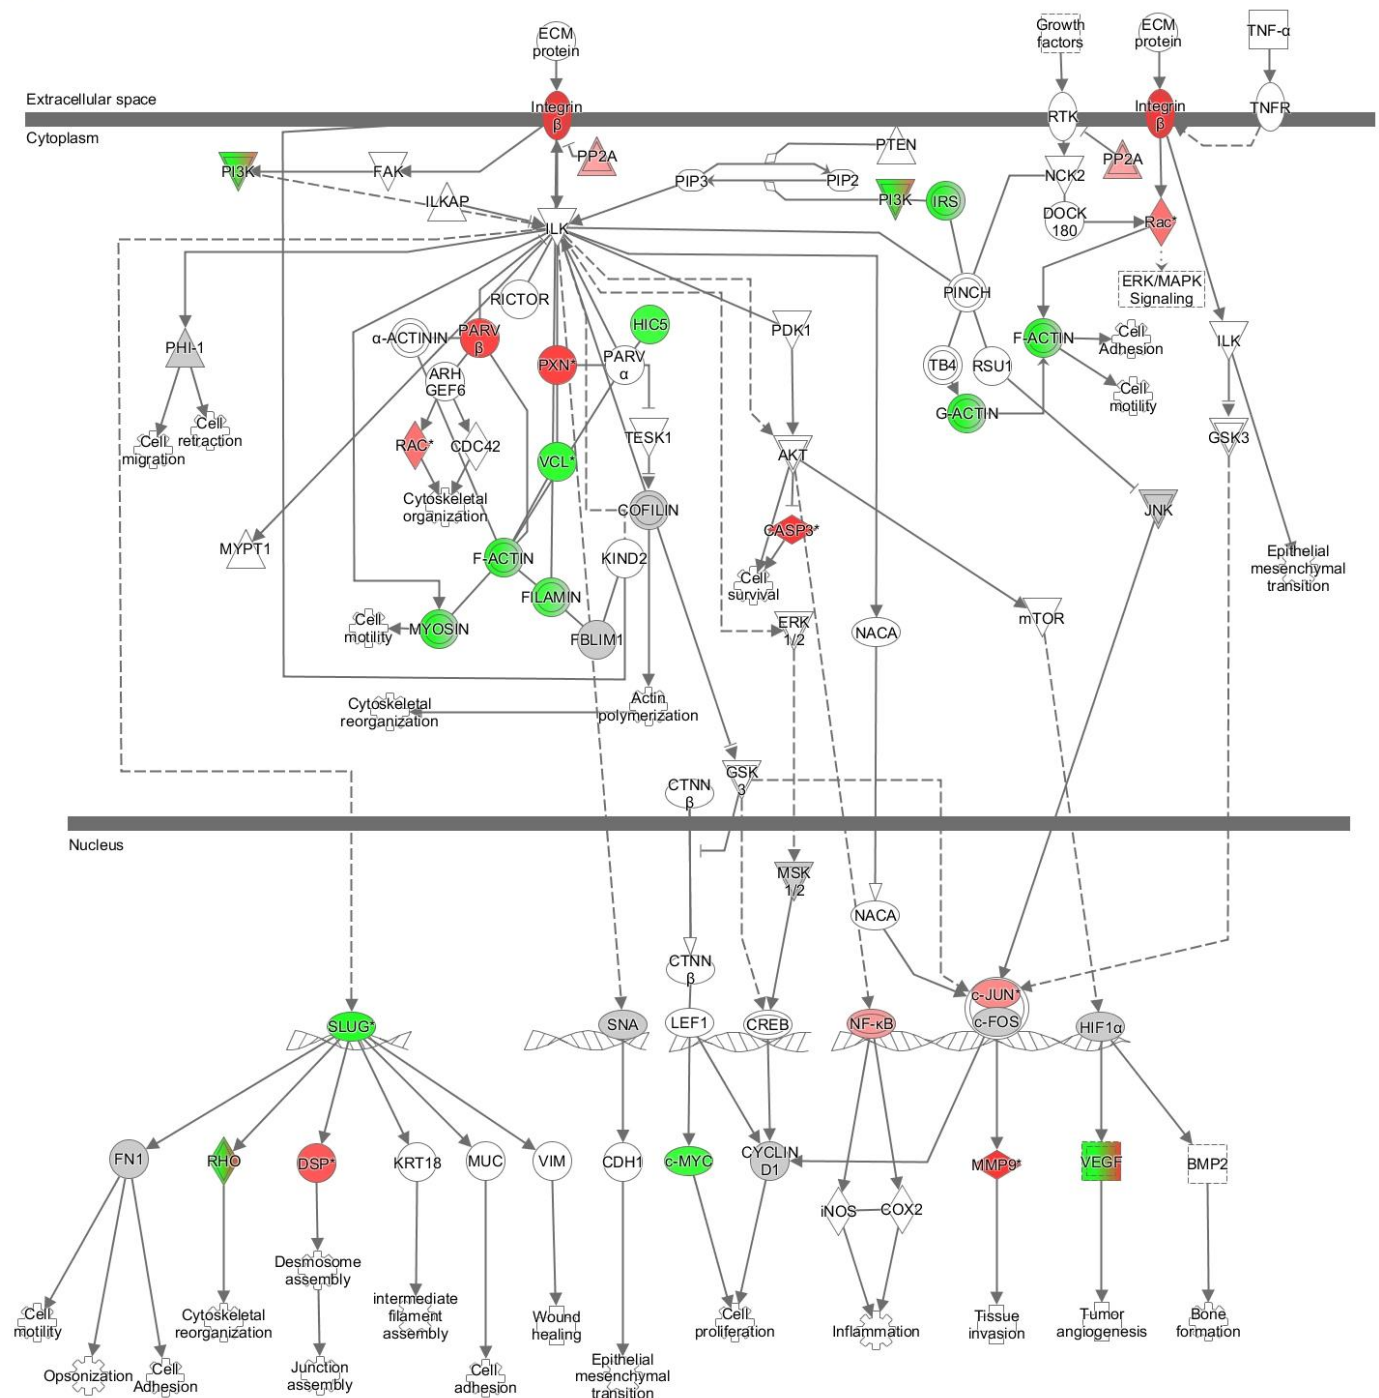 ECM
protein
Growth
factors
ECM
protein
TNF-α
Extracellular space
Integrin
β
RTK
Integrin
β
TNFR
Cytoplasm
PI3K
FAK
PP2A
PTEN
PIP3
PIP2
NCK2
PP2A
ILKAP
PI3K
IRS
ILK
DOCK
180
Rac*
RICTOR
PINCH
ERK/MAPK
Signaling
PHI-1
α-ACTININ
PARV
β
HIC5
PXN*
PARV
α
PDK1
F-ACTIN
Cell
Adhesion
ILK
ARH
GEF6
TB4
RSU1
Cell
motility
G-ACTIN
Cell
migration
Cell
retraction
RAC*
CDC42
VCL*
TESK1
AKT
GSK3
Cytoskeletal
organization
COFILIN
CASP3*
JNK
MYPT1
F-ACTIN
KIND2
Cell
survival
Epithelial
mesenchymal
transition
FILAMIN
Cell
motility
MYOSIN
FBLIM1
ERK
1/2
NACA
mTOR
Cytoskeletal
reorganization
Actin
polymerization
CTNN
β
GSK
3
Nucleus
MSK
1/2
NACA
CTNN
β
SLUG*
SNA
LEF1
CREB
NF-κB
c-JUN*
c-FOS
HIF1α
FN1
RHO
DSP*
KRT18
MUC
VIM
CDH1
c-MYC
CYCLIN
D1
MMP9*
VEGF
BMP2
iNOS
COX2
Desmosome
assembly
Cell
motility
Cytoskeletal
reorganization
intermediate
filament
assembly
Wound
healing
Cell
proliferation
Inflammation
Tissue
invasion
Tumor
angiogenesis
Bone
formation
Opsonization
Cell
Adhesion
Junction
assembly
Cell
adhesion
Epithelial
mesenchymal
transition